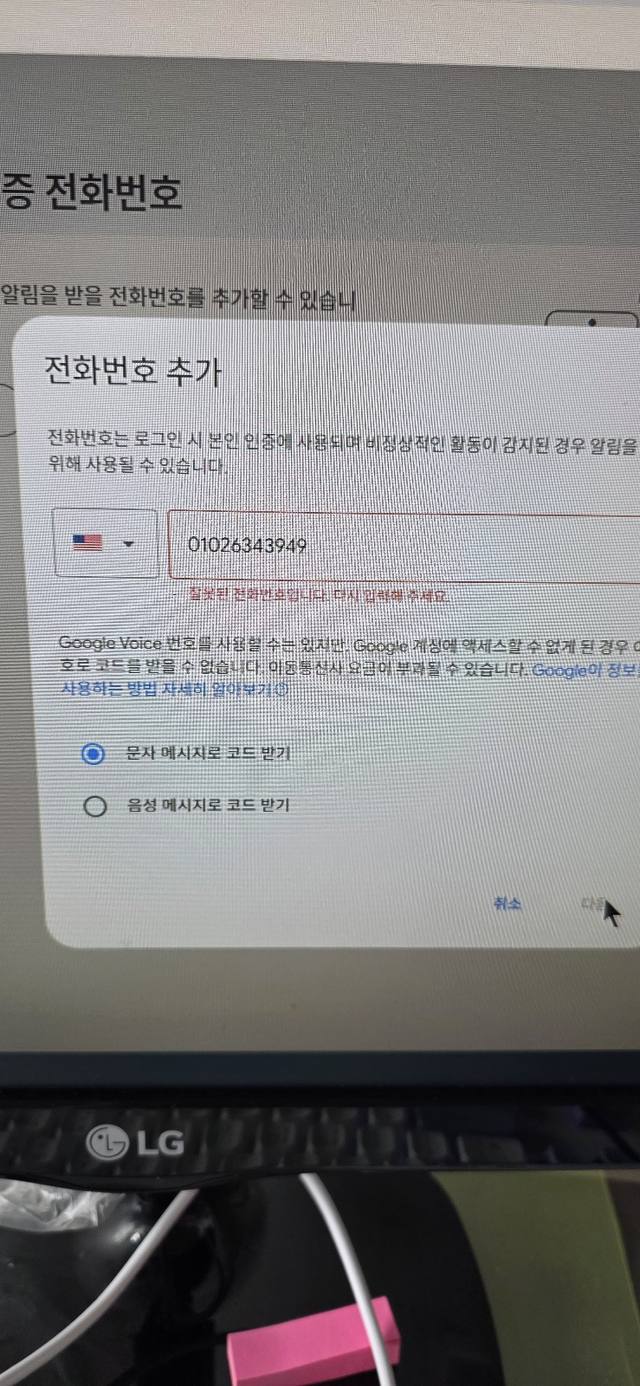 증 전화번호
알림을 받을 전화번호를 추가할 수 있습니
전화번호 추가
전화번호는 로그인 시 본인 인증에 사용되며 비정상적인 활동이 감지된 경우 알림을
위해 사용될 수 있습니다.
01026343949
잘못된 전화번호입니다. 다시 입력해 주세요.
Google Voice 번호를 사용할 수는 있지만, Google 계정에 액세스할 수 없게 된 경우
호로 코드를 받을 수 없습니다. 이동통신사 요금이 부과될 수 있습니다. Google이 정보
사용하는 방법 자세히 알아보기
문자 메시지로 코드 받기
음성 메시지로 코드 받기
취소 다음
LG